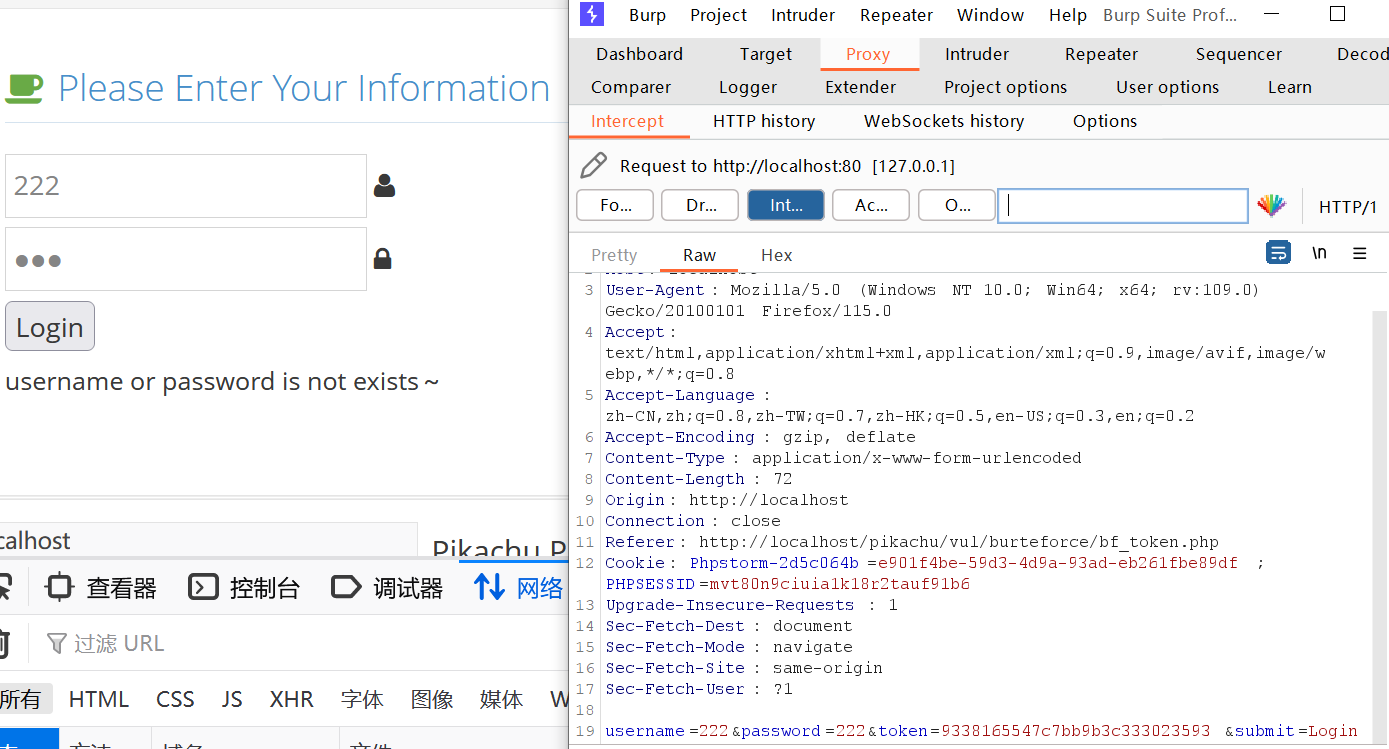 Please Enter Your Information
222
●●●
Login
username or password is not exists ~
calhost
Pikachu P
查看器
控制台
调试器
网络
过滤 URL
所有
HTML
CSS
JS
XHR
字体
图像
媒体
W
方法
域名
文件
Burp Project Intruder Repeater Window Help Burp Suite Prof...
Dashboard Target Proxy Intruder Repeater Sequencer Decod
Comparer Logger Extender Project options User options Learn
Intercept HTTP history WebSockets history Options
Request to http://localhost:80 [127.0.0.1]
Fo... Dr... Int... Ac... O... HTTP/1
Pretty Raw Hex \n
3 User-Agent : Mozilla/5.0 (Windows NT 10.0; Win64; x64; rv:109.0)
Gecko/20100101 Firefox/115.0
4 Accept :
text/html,application/xhtml+xml,application/xml;q=0.9,image/avif,image/w
ebp,*/*;q=0.8
5 Accept-Language :
zh-CN,zh;q=0.8,zh-TW;q=0.7,zh-HK;q=0.5,en-US;q=0.3,en;q=0.2
6 Accept-Encoding : gzip, deflate
7 Content-Type : application/x-www-form-urlencoded
8 Content-Length : 72
9 Origin : http://localhost
10 Connection : close
11 Referer : http://localhost/pikachu/vul/burteforce/bf_token.php
12 Cookie : Phpstorm-2d5c064b =e901f4be-59d3-4d9a-93ad-eb261fbe89df ;
PHPSESSID =mvt80n9ciuia1k18r2tauf91b6
13 Upgrade-Insecure-Requests : 1
14 Sec-Fetch-Dest : document
15 Sec-Fetch-Mode : navigate
16 Sec-Fetch-Site : same-origin
17 Sec-Fetch-User : ?1
18
19 username =222 &password =222 &token =9338165547c7bb9b3c333023593 &submit =Login